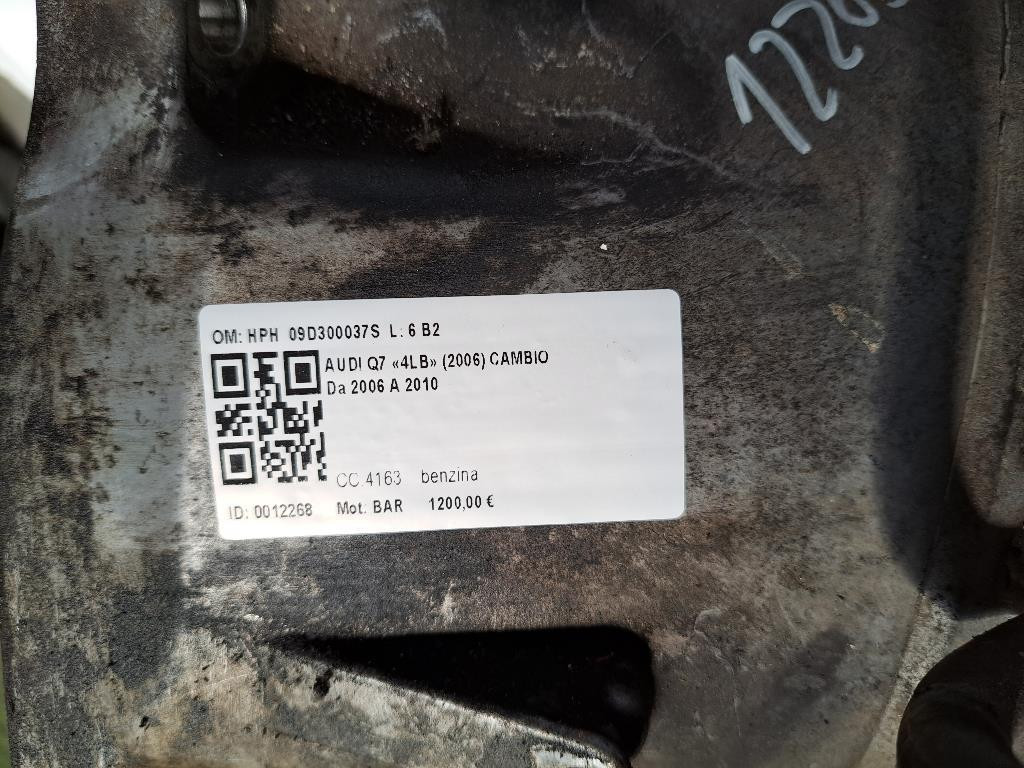 OM: HPH 09D300037S L: 6 B2
AUDI Q7 «4LB» (2006) CAMBIO
Da 2006 A 2010
CC.4163 benzina
ID: 0012268 Mot: BAR 1200,00 €